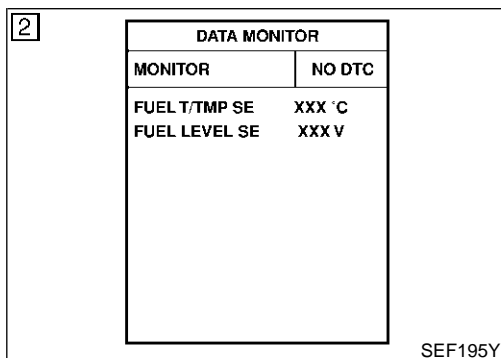 2
DATA MONITOR
MONITOR NO DTC
FUEL T/TMP SE XXX °C
FUEL LEVEL SE XXX V
SEF195Y